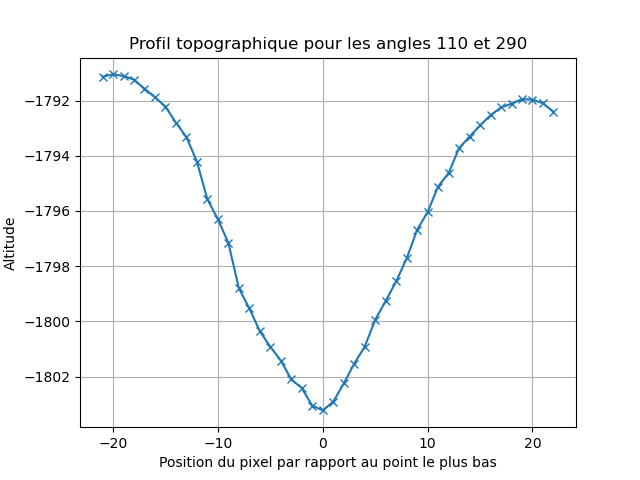 Profil topographique pour les angles 110 et 290
Altitude
−1792
−1794
−1796
−1798
−1800
−1802
−20 −10 0 10 20
Position du pixel par rapport au point le plus bas